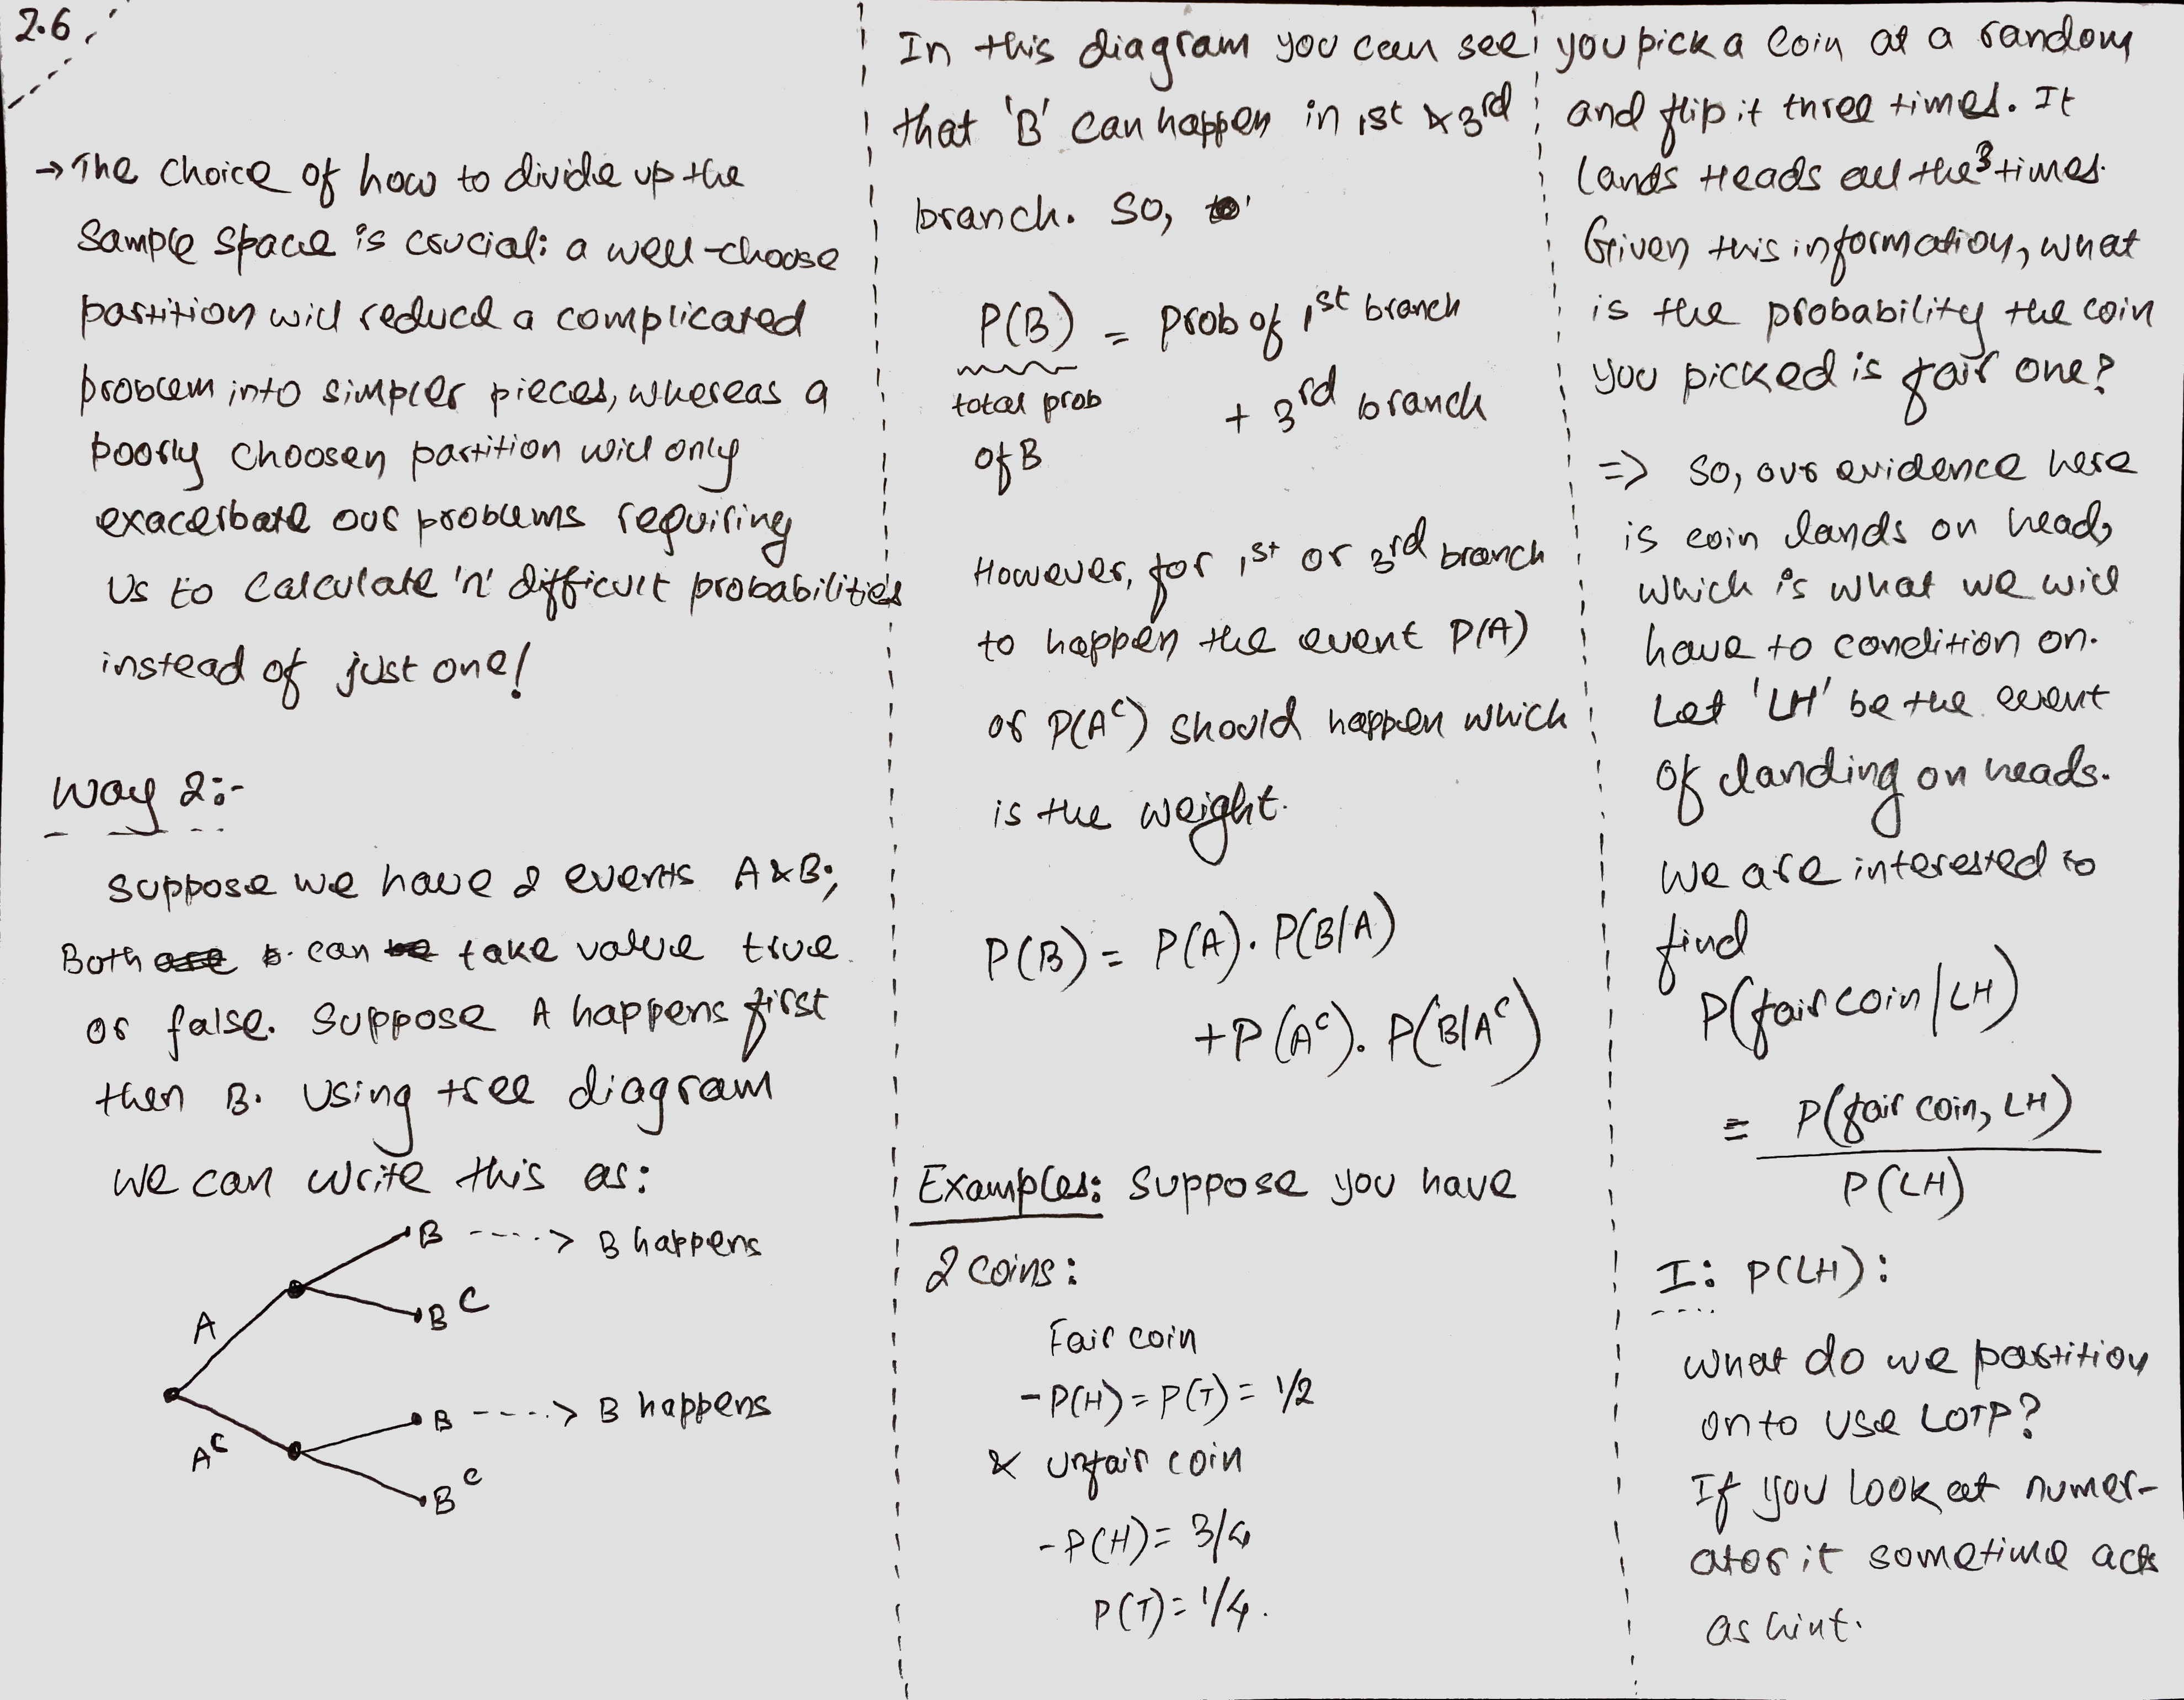 2.6
→ The choice of how to divide up the
sample space is crucial: a well-choose
partition will reduce a complicated
problem into simpler pieces, whereas a
poorly choosen partition will only
exacerbate our problems requiring
us to calculate 'n' difficult probabilities
instead of just one!
Way 2:-
suppose we have 2 events A & B;
Both can take value true
or false. Suppose A happens first
then B. Using tree diagram
we can write this as:
B ----> B happens
B^C
A
B ----> B happens
A^C
B^C
In this diagram you can see
that 'B' can happen in 1st & 3rd
branch. So,
P(B) = prob of 1st branch
total prob + 3rd branch
of B
However, for 1st or 3rd branch
to happen the event P(A)
or P(A^C) should happen which
is the weight.
P(B) = P(A). P(B/A)
+ P(A^C). P(B/A^C)
Examples: Suppose you have
2 coins:
Fair coin
- P(H) = P(T) = 1/2
& unfair coin
- P(H) = 3/4
P(T) = 1/4.
you pick a coin at a random
and flip it three times. It
lands Heads all the 3 times.
Given this information, what
is the probability the coin
you picked is fair one?
=> So, our evidence here
is coin lands on head,
which is what we will
have to condition on.
Let 'LH' be the event
of landing on heads.
We are interested to
find
P(fair coin/LH)
= P(fair coin, LH)
P(LH)
I: P(LH):
What do we partition
on to use LOTP?
If you look at numer-
ator it sometime acts
as hint.